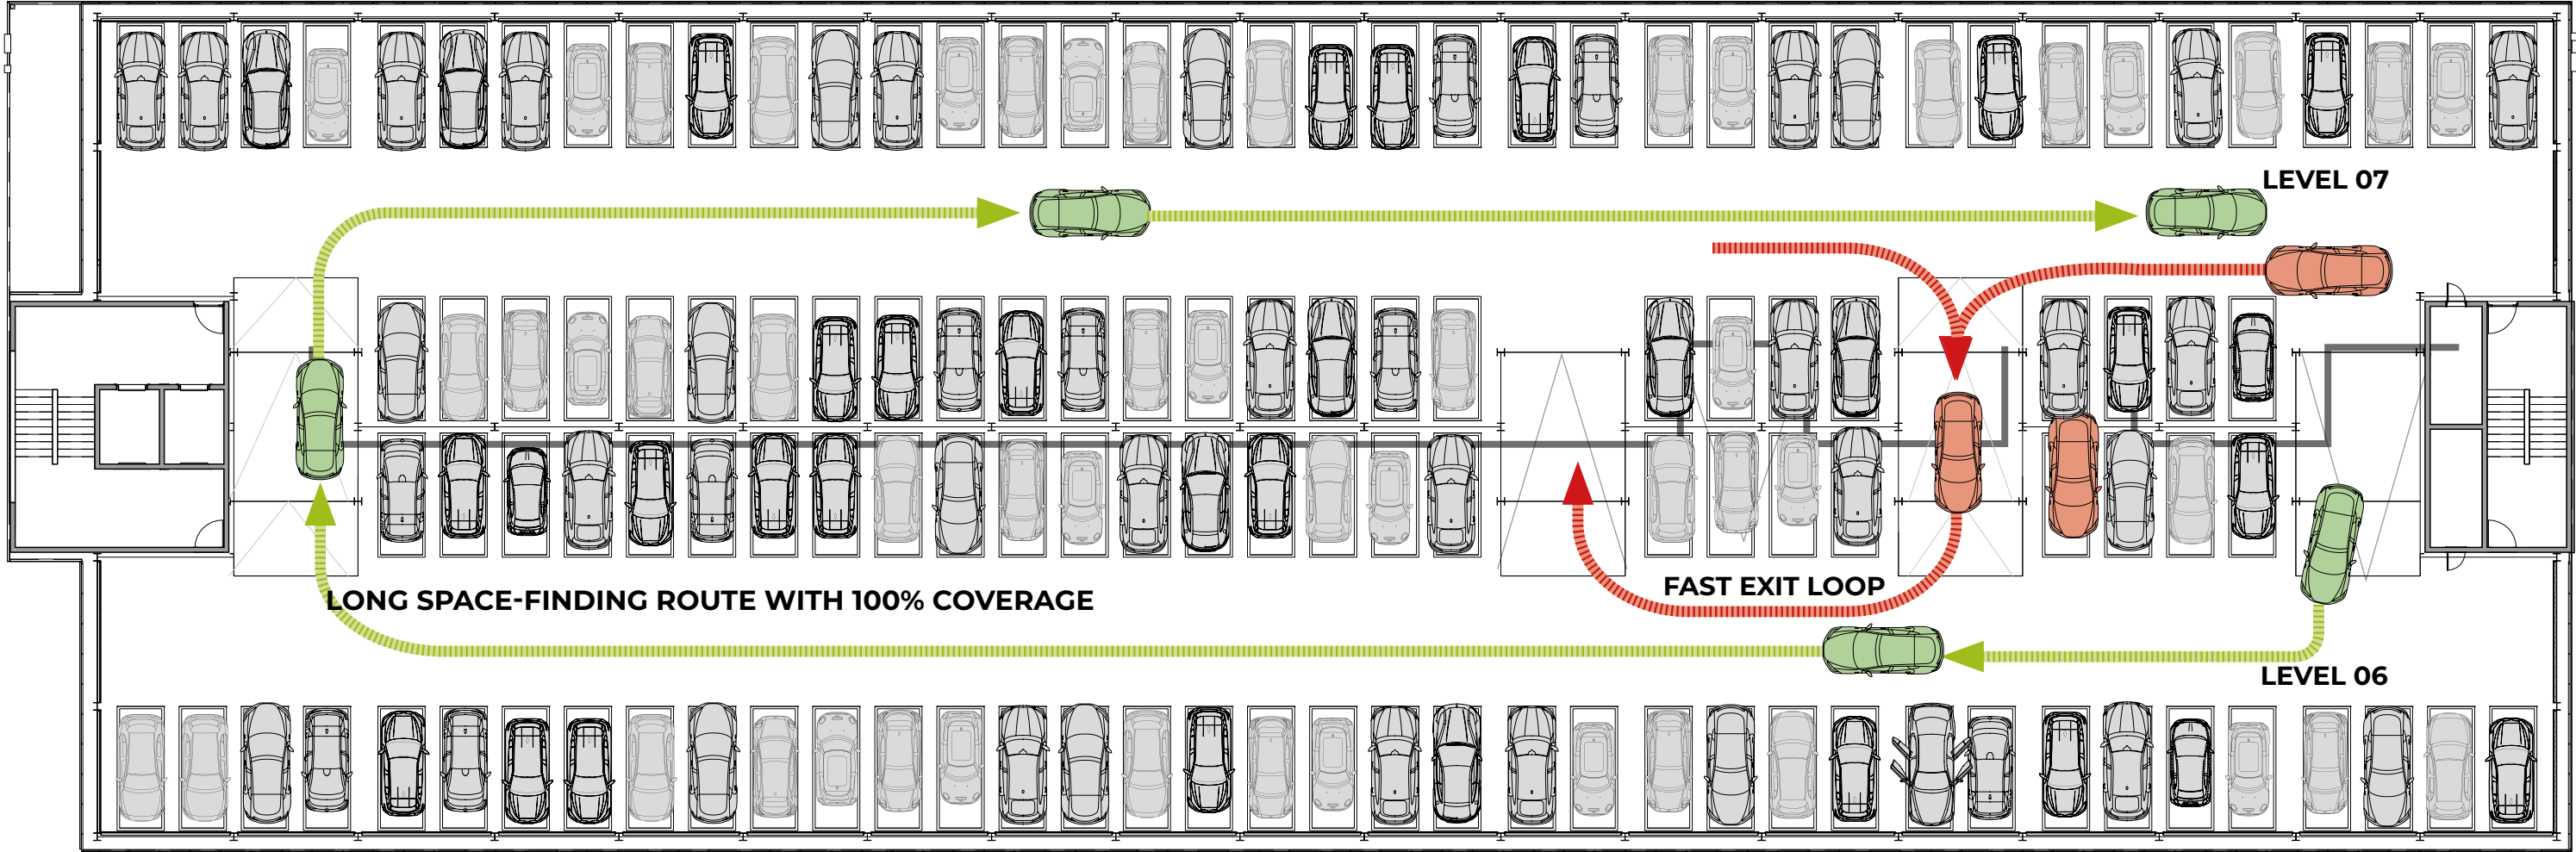 LEVEL 07
LONG SPACE-FINDING ROUTE WITH 100% COVERAGE
FAST EXIT LOOP
LEVEL 06